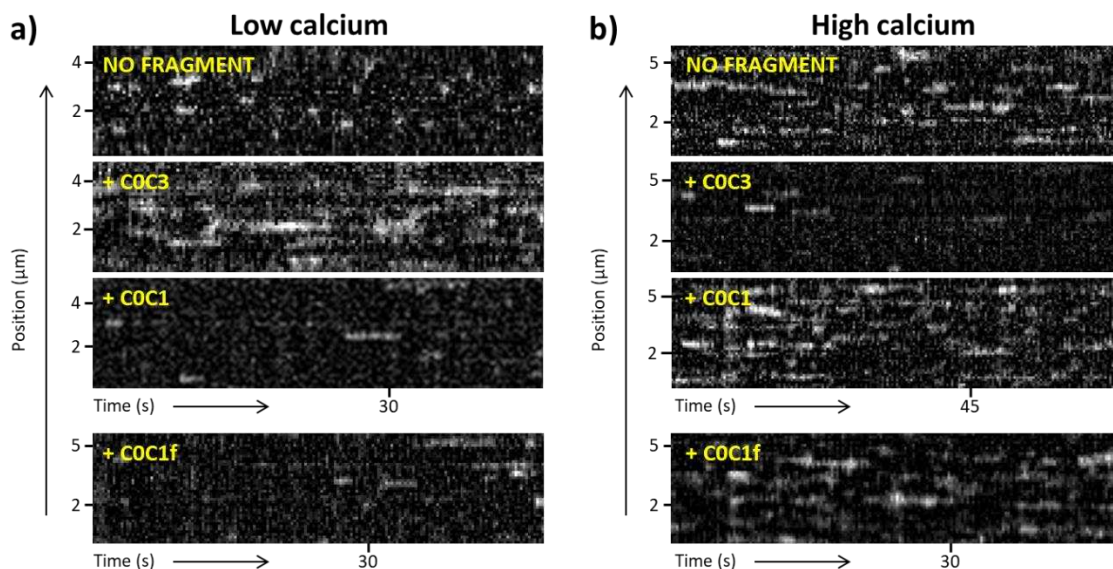 a)
Low calcium
NO FRAGMENT
4
2
+ C0C3
4
2
+ C0C1
4
2
Position (µm)
Time (s)
30
+ C0C1f
5
2
Time (s)
30
b)
High calcium
NO FRAGMENT
5
2
+ C0C3
5
2
+ C0C1
5
2
Position (µm)
Time (s)
45
+ C0C1f
5
2
Time (s)
30